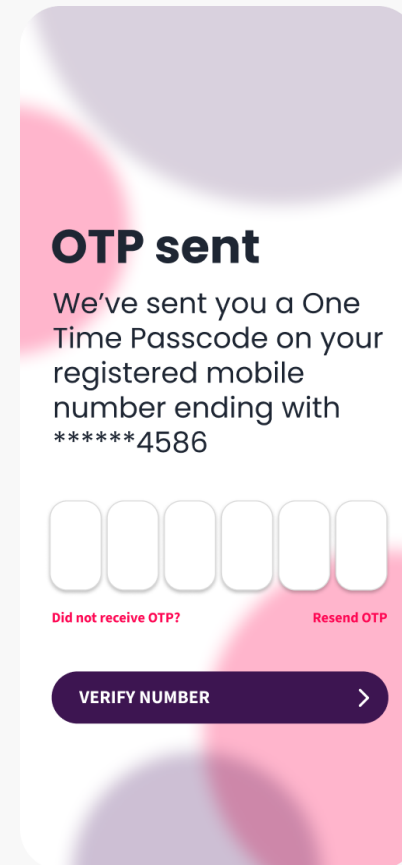 OTP sent
We’ve sent you a One
Time Passcode on your
registered mobile
number ending with
******4586
Did not receive OTP? Resend OTP
VERIFY NUMBER